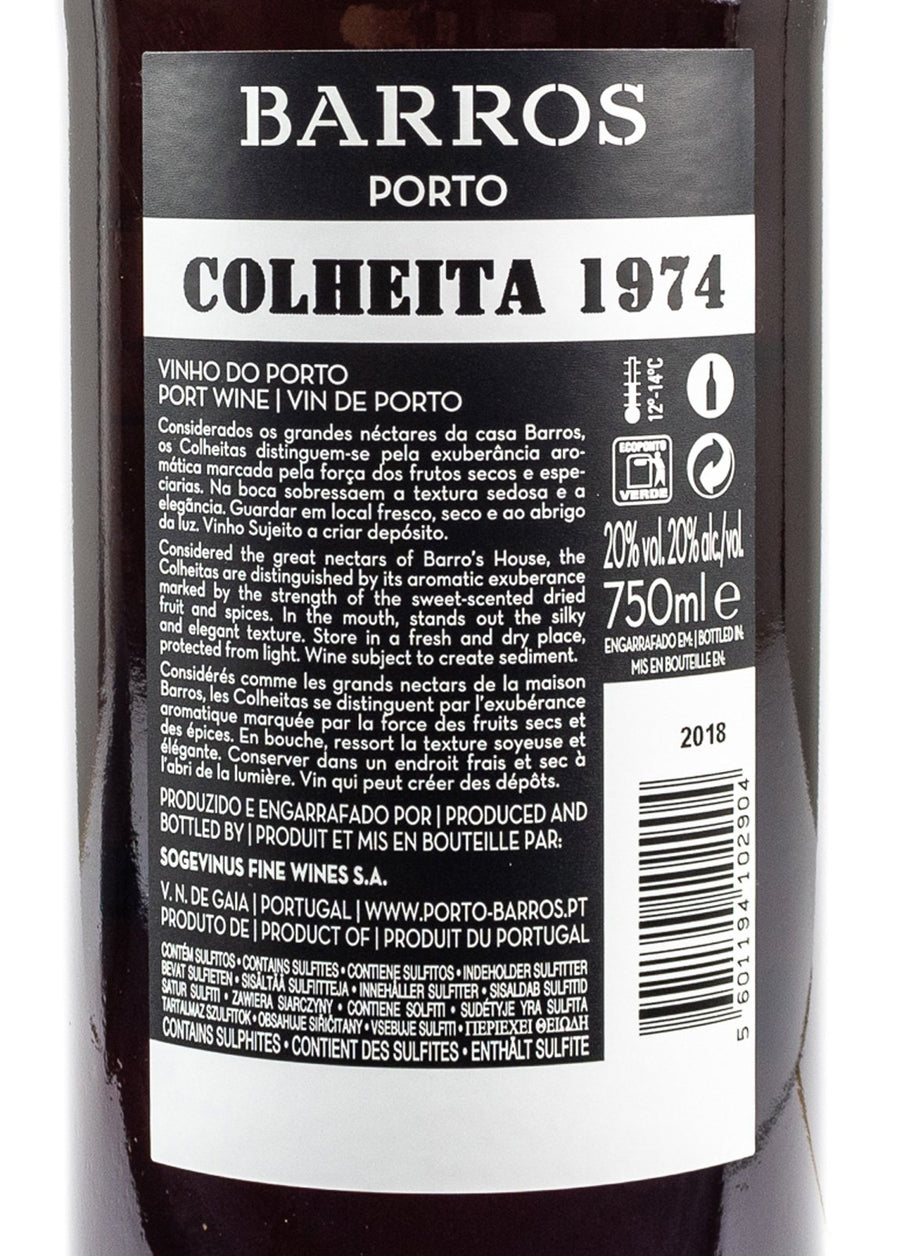 BARROS
PORTO
COLHEITA 1974
VINHO DO PORTO
PORT WINE | VIN DE PORTO
Considerados os grandes néctares da casa Barros,
os Colheitas distinguem-se pela exuberância aro-
mática marcada pela força dos frutos secos e espe-
ciarias. Na boca sobressaem a textura sedosa e a
elegância. Guardar em local fresco, seco e ao abrigo
da luz. Vinho Sujeito a criar depósito.
Considered the great nectars of Barro's House, the
Colheitas are distinguished by its aromatic exuberance
marked by the strength of the sweet-scented dried
fruit and spices. In the mouth, stands out the silky
and elegant texture. Store in a fresh and dry place,
protected from light. Wine subject to create sediment.
Considérés comme les grands nectars de la maison
Barros, les Colheitas se distinguent par l'exubérance
aromatique marquée par la force des fruits secs et
des épices. En bouche, ressort la texture soyeuse et
élégante. Conserver dans un endroit frais et sec à
l'abri de la lumière. Vin qui peut créer des dépôts.
PRODUZIDO E ENGARRAFADO POR | PRODUCED AND
BOTTLED BY | PRODUIT ET MIS EN BOUTEILLE PAR:
SOGEVINUS FINE WINES S.A.
V. N. DE GAIA | PORTUGAL | WWW.PORTO-BARROS.PT
PRODUTO DE | PRODUCT OF | PRODUIT DU PORTUGAL
CONTÉM SULFITOS • CONTAINS SULFITES • CONTIENE SULFITOS • INDEHOLDER SULFITTER
BEVAT SULFIETEN • SISÄLTÄÄ SULFIITTEJA • INNEHÅLLER SULFITER • SISALDAB SULFITID
SATUR SULFITI • ZAWIERA SIARCZYNY • CONTIENE SOLFITI • SUDĖTYJE YRA SULFITA
TARTALMAZ SZULFITOK • OBSAHUJE SIŘIČITANY • VSEBUJE SULFITI • ΠΕΡΙΕΧΕΙ ΘΕΙΩΔΗ
CONTAINS SULPHITES • CONTIENT DES SULFITES • ENTHÄLT SULFITE
12º-14ºC
ECOPONTO
VERDE
20% vol. 20% alc./vol.
750ml e
ENGARRAFADO EM: | BOTTLED IN:
MIS EN BOUTEILLE EN:
2018
5 601194 102904